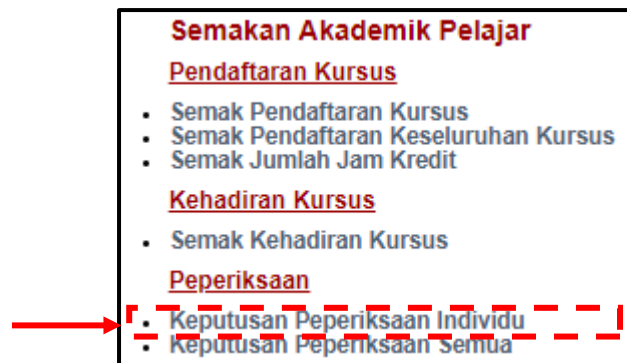 Semakan Akademik Pelajar
Pendaftaran Kursus
Semak Pendaftaran Kursus
Semak Pendaftaran Keseluruhan Kursus
Semak Jumlah Jam Kredit
Kehadiran Kursus
Semak Kehadiran Kursus
Peperiksaan
Keputusan Peperiksaan Individu
Keputusan Peperiksaan Semua